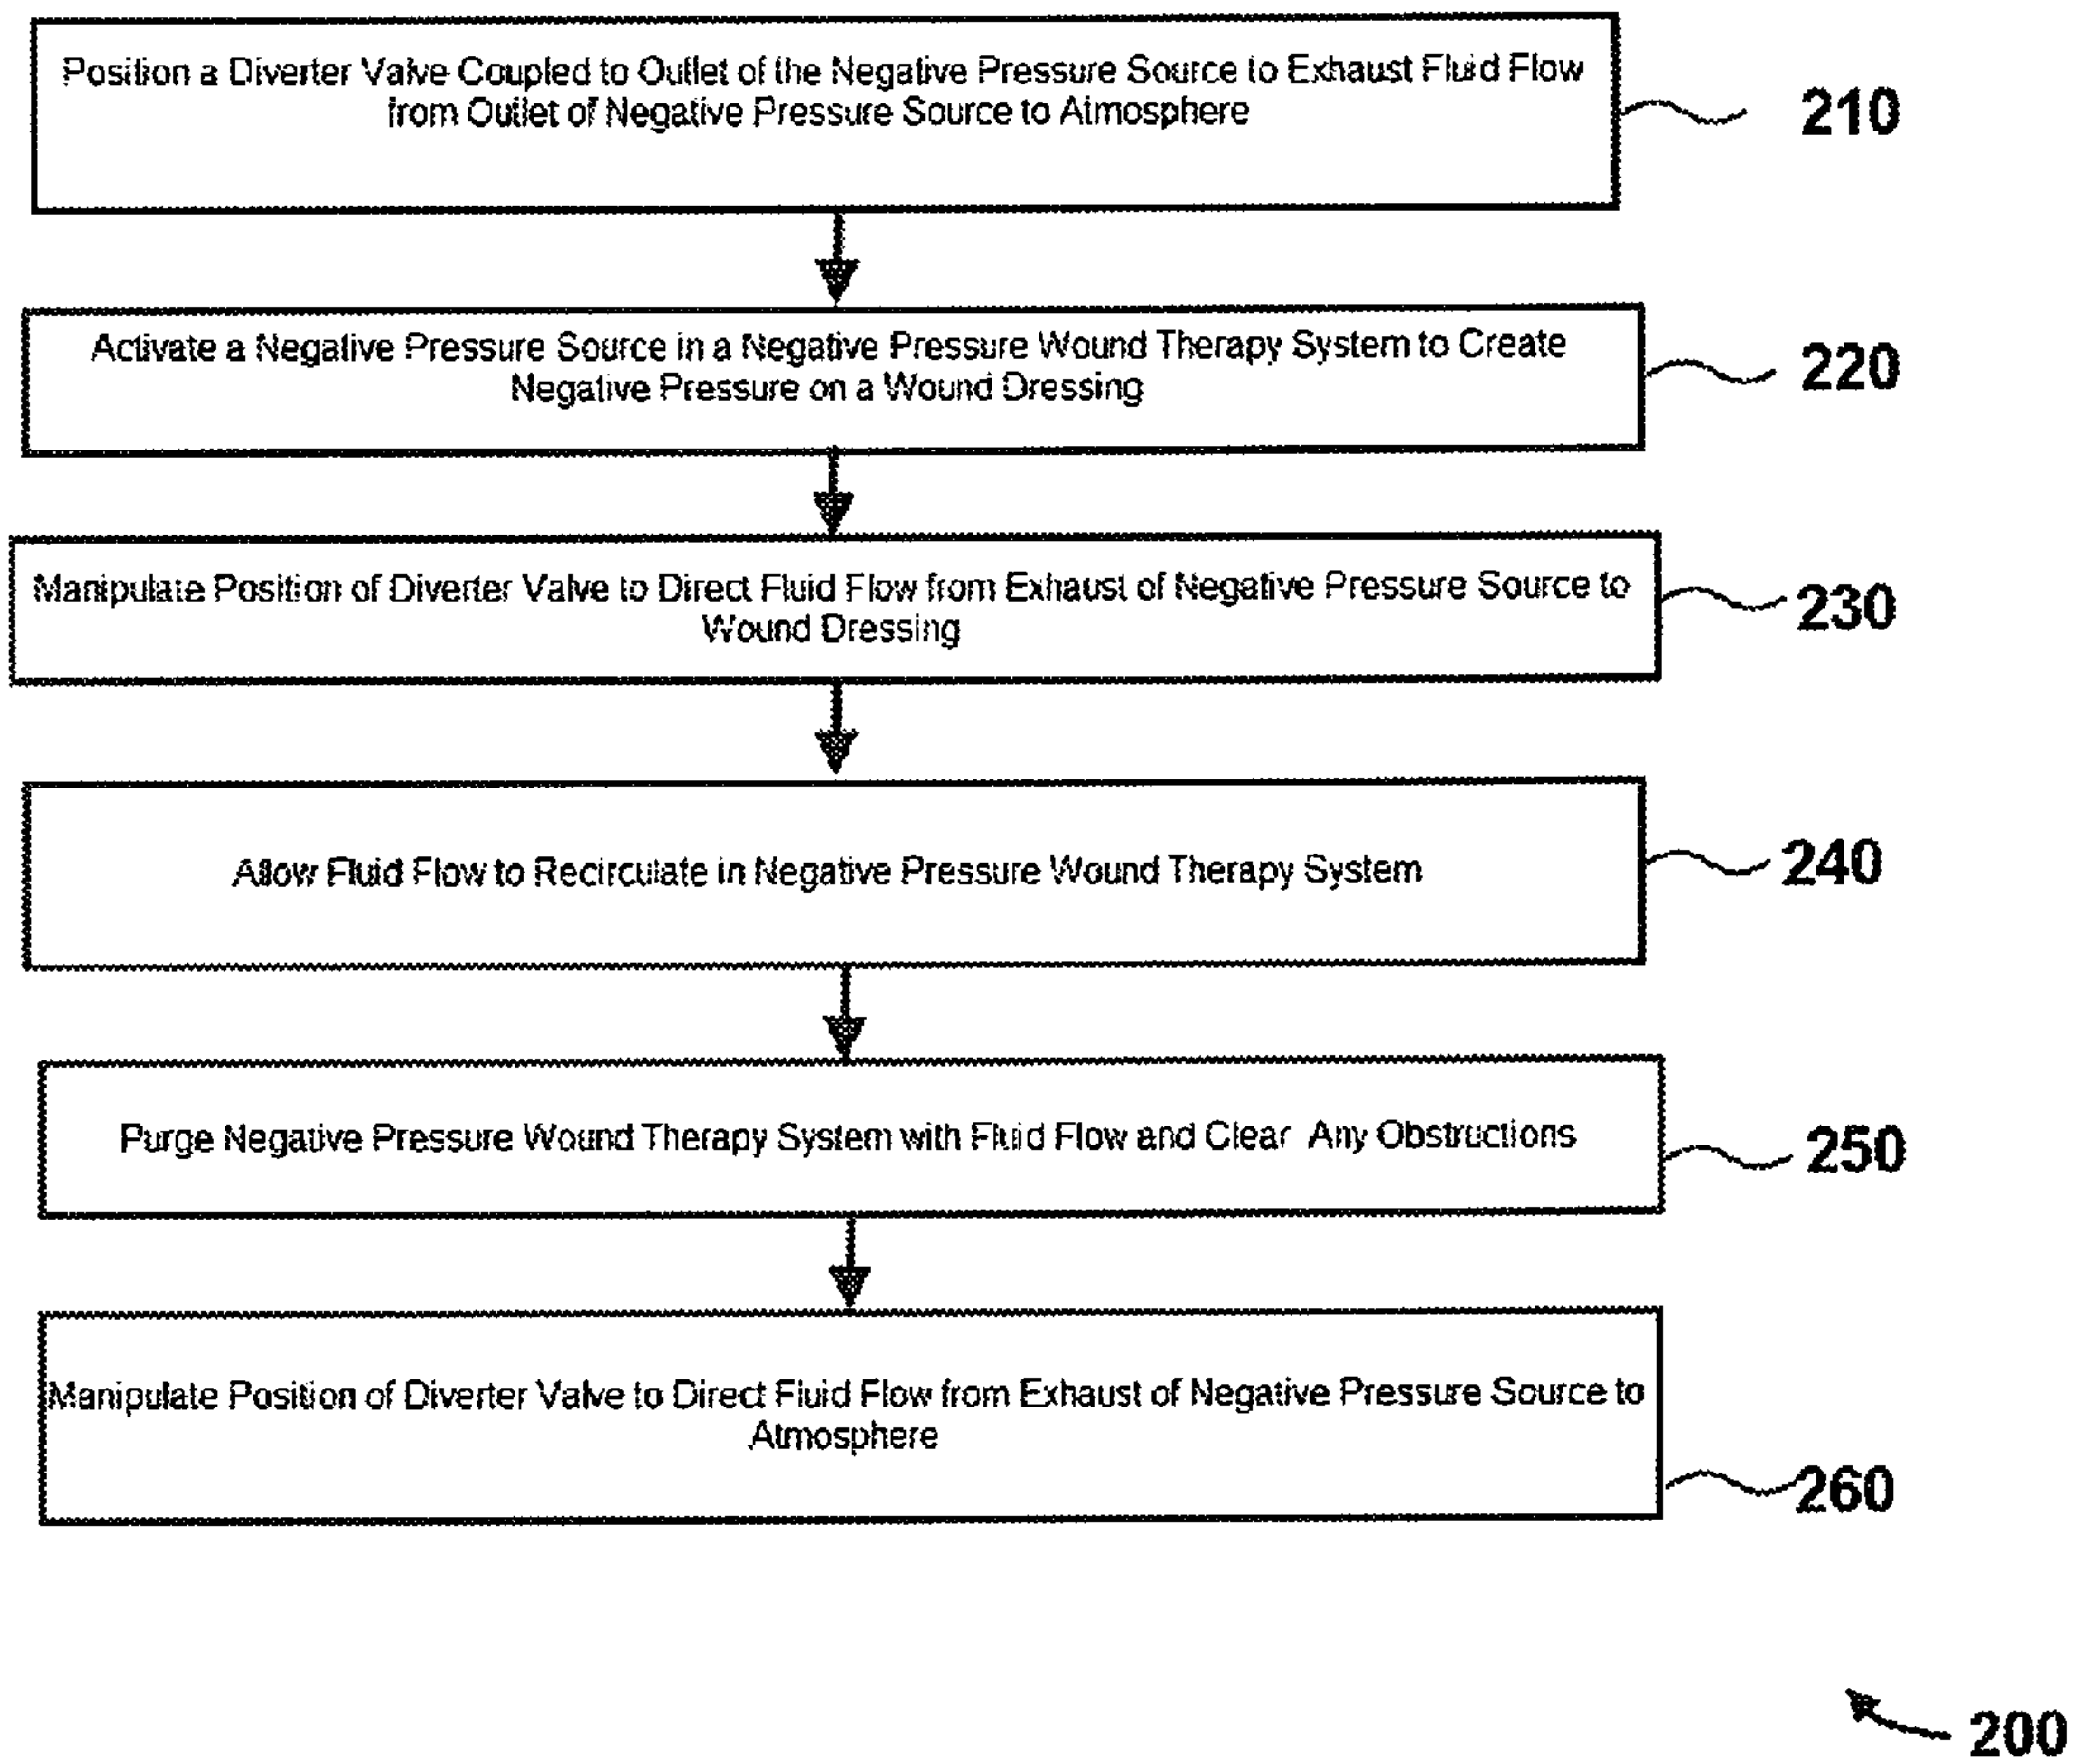 Position a Diverter Valve Coupled to Outlet of the Negative Pressure Source to Exhaust Fluid Flow
from Outlet of Negative Pressure Source to Atmosphere
210
Activate a Negative Pressure Source in a Negative Pressure Wound Therapy System to Create
Negative Pressure on a Wound Dressing
220
Manipulate Position of Diverter Valve to Direct Fluid Flow from Exhaust of Negative Pressure Source to
Wound Dressing
230
Allow Fluid Flow to Recirculate in Negative Pressure Wound Therapy System
240
Purge Negative Pressure Wound Therapy System with Fluid Flow and Clear Any Obstructions
250
Manipulate Position of Diverter Valve to Direct Fluid Flow from Exhaust of Negative Pressure Source to
Atmosphere
260
200